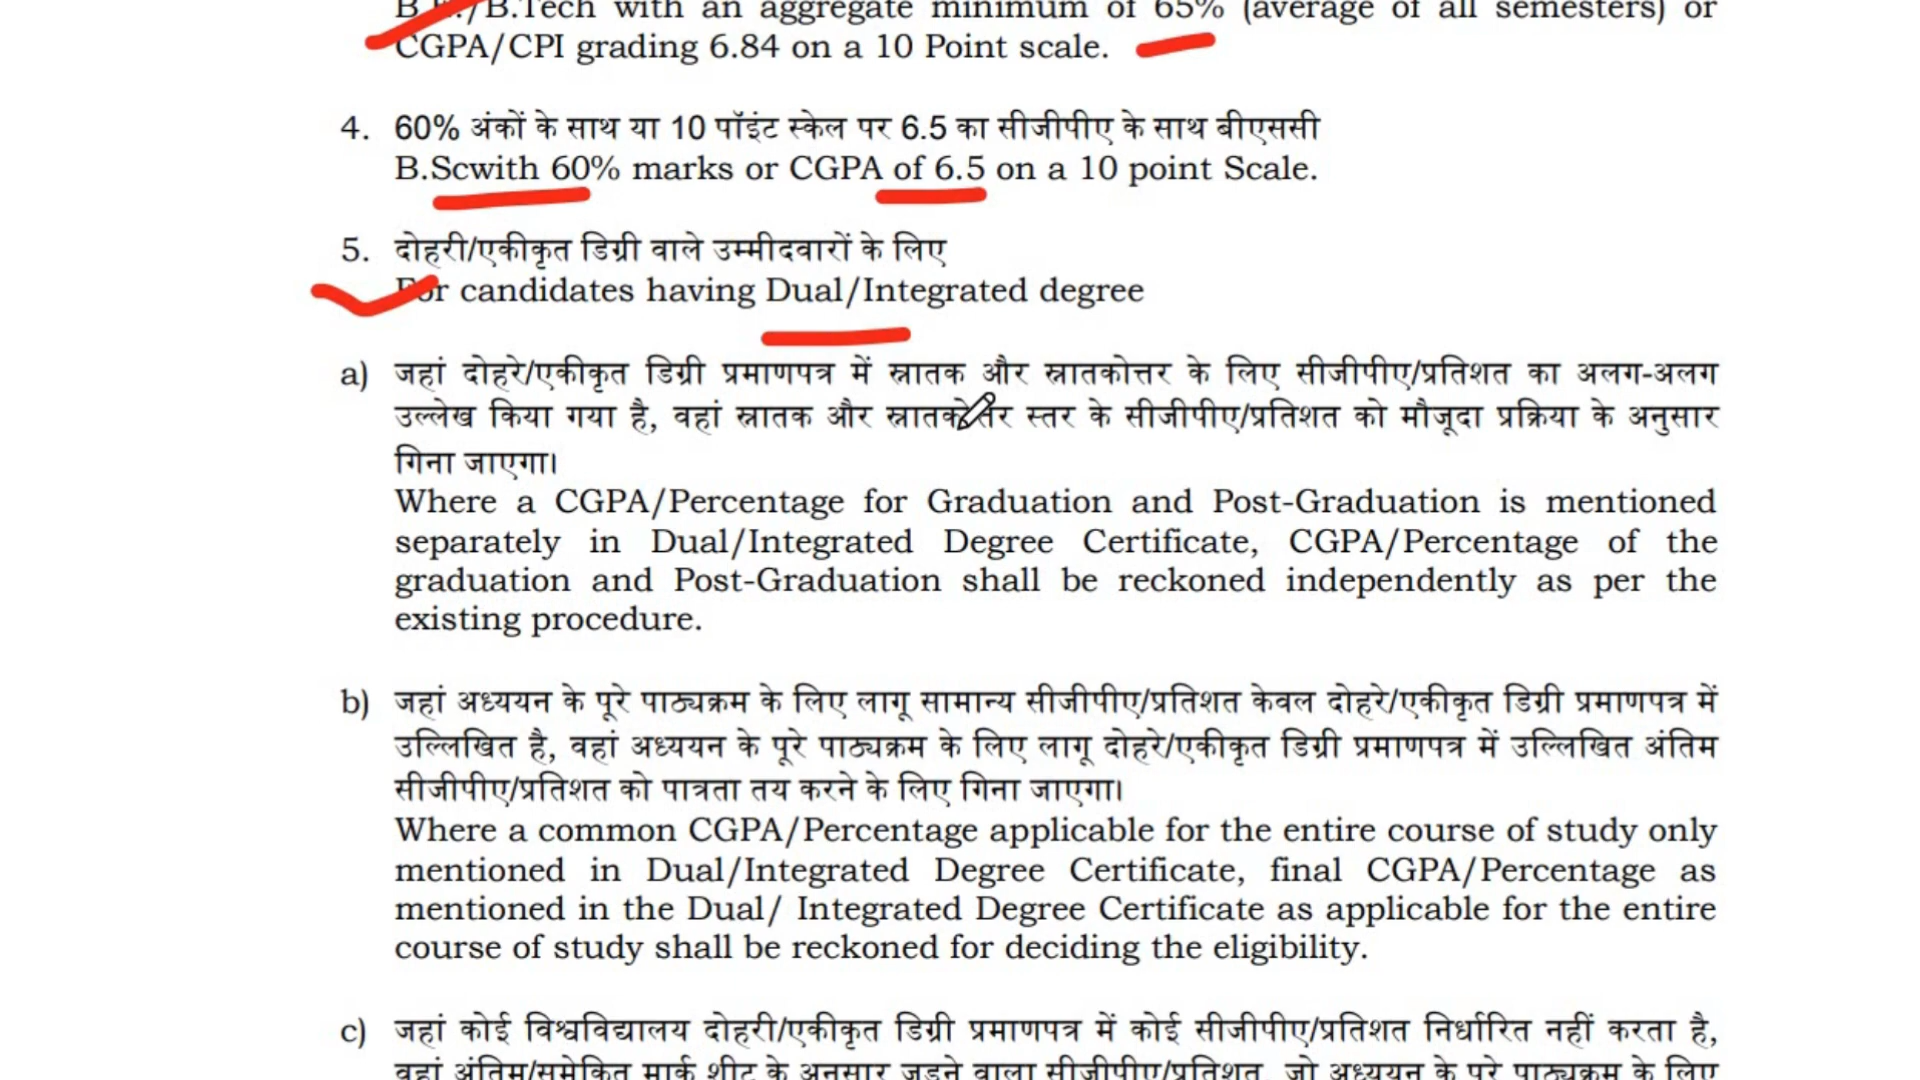 B.E./B.Tech with an aggregate minimum of 65% (average of all semesters) or
CGPA/CPI grading 6.84 on a 10 Point scale.
4. 60% अंकों के साथ या 10 पॉइंट स्केल पर 6.5 का सीजीपीए के साथ बीएससी
B.Scwith 60% marks or CGPA of 6.5 on a 10 point Scale.
5. दोहरी/एकीकृत डिग्री वाले उम्मीदवारों के लिए
For candidates having Dual/Integrated degree
a) जहां दोहरे/एकीकृत डिग्री प्रमाणपत्र में स्नातक और स्नातकोत्तर के लिए सीजीपीए/प्रतिशत का अलग-अलग
उल्लेख किया गया है, वहां स्नातक और स्नातकोत्तर स्तर के सीजीपीए/प्रतिशत को मौजूदा प्रक्रिया के अनुसार
गिना जाएगा।
Where a CGPA/Percentage for Graduation and Post-Graduation is mentioned
separately in Dual/Integrated Degree Certificate, CGPA/Percentage of the
graduation and Post-Graduation shall be reckoned independently as per the
existing procedure.
b) जहां अध्ययन के पूरे पाठ्यक्रम के लिए लागू सामान्य सीजीपीए/प्रतिशत केवल दोहरे/एकीकृत डिग्री प्रमाणपत्र में
उल्लिखित है, वहां अध्ययन के पूरे पाठ्यक्रम के लिए लागू दोहरे/एकीकृत डिग्री प्रमाणपत्र में उल्लिखित अंतिम
सीजीपीए/प्रतिशत को पात्रता तय करने के लिए गिना जाएगा।
Where a common CGPA/Percentage applicable for the entire course of study only
mentioned in Dual/Integrated Degree Certificate, final CGPA/Percentage as
mentioned in the Dual/ Integrated Degree Certificate as applicable for the entire
course of study shall be reckoned for deciding the eligibility.
c) जहां कोई विश्वविद्यालय दोहरी/एकीकृत डिग्री प्रमाणपत्र में कोई सीजीपीए/प्रतिशत निर्धारित नहीं करता है,
वहां अंतिम/समेकित मार्क शीट के अनुसार जुड़ने वाला सीजीपीए/प्रतिशत, जो अध्ययन के पूरे पाठ्यक्रम के लिए